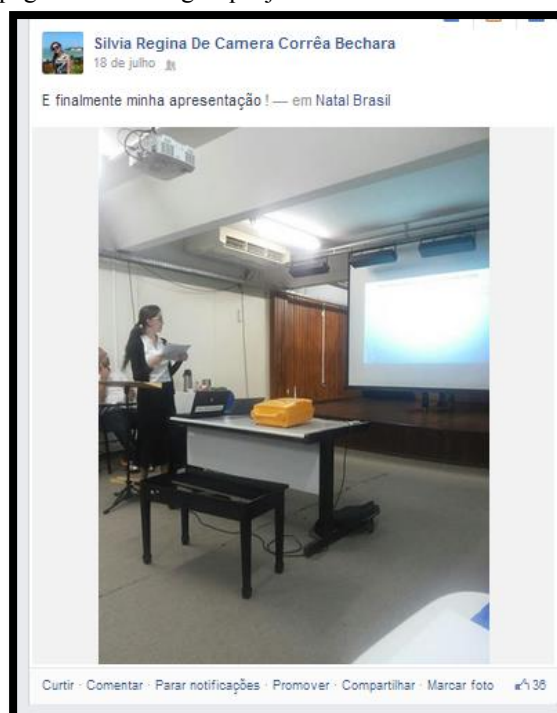 Silvia Regina De Camera Corrêa Bechara
18 de julho
E finalmente minha apresentação ! — em Natal Brasil
Curtir · Comentar · Parar notificações · Promover · Compartilhar · Marcar foto 36